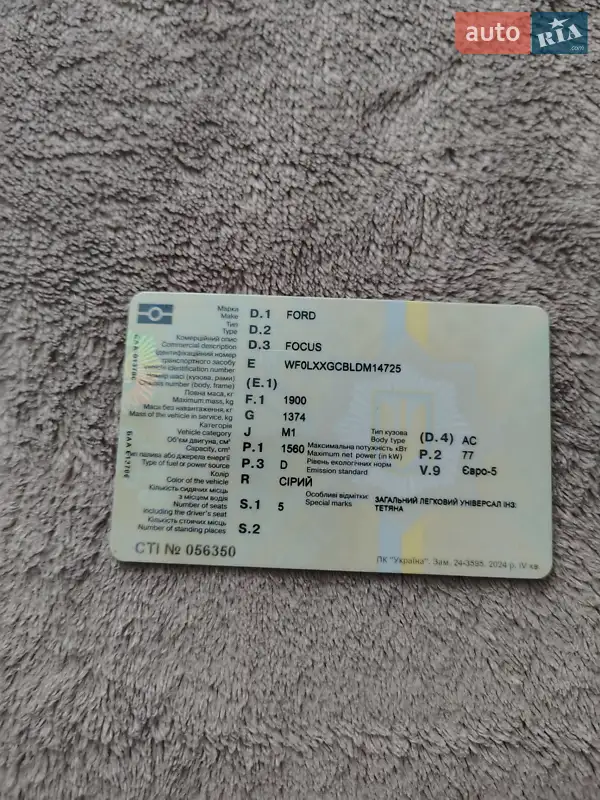 auto RIA .com
Марка
Make D.1 FORD
Тип
Type D.2
Комерційний опис
Commercial description D.3 FOCUS
Ідентифікаційний номер
транспортного засобу E WF0LXXGCBLDM14725
identification number
шасі (кузова, рами)
Chassis number (body, frame) (E.1)
Повна маса, кг
Maximum mass, kg F.1 1900
Маса без навантаження, кг
Mass of the vehicle in service, kg G 1374
Категорія
Vehicle category J M1 Тип кузова
Body type (D.4) AC
Об'єм двигуна, см³
Capacity, cm³ P.1 1560 Максимальна потужність кВт
Maximum net power (in kW) P.2 77
Тип палива або джерела енергії
Type of fuel or power source P.3 D Рівень екологічних норм
Emission standard V.9 Євро-5
Колір
Color of the vehicle R СІРИЙ
Кількість сидячих місць
з місцем водія
Number of seats
including the driver's seat S.1 5 Особливі відмітки:
Special marks ЗАГАЛЬНИЙ ЛЕГКОВИЙ УНІВЕРСАЛ ІНЗ:
ТЕТЯНА
Кількість стоячих місць
Number of standing places S.2
СТІ № 056350
ПК "Україна". Зам. 24-3595. 2024 р. IV кв.